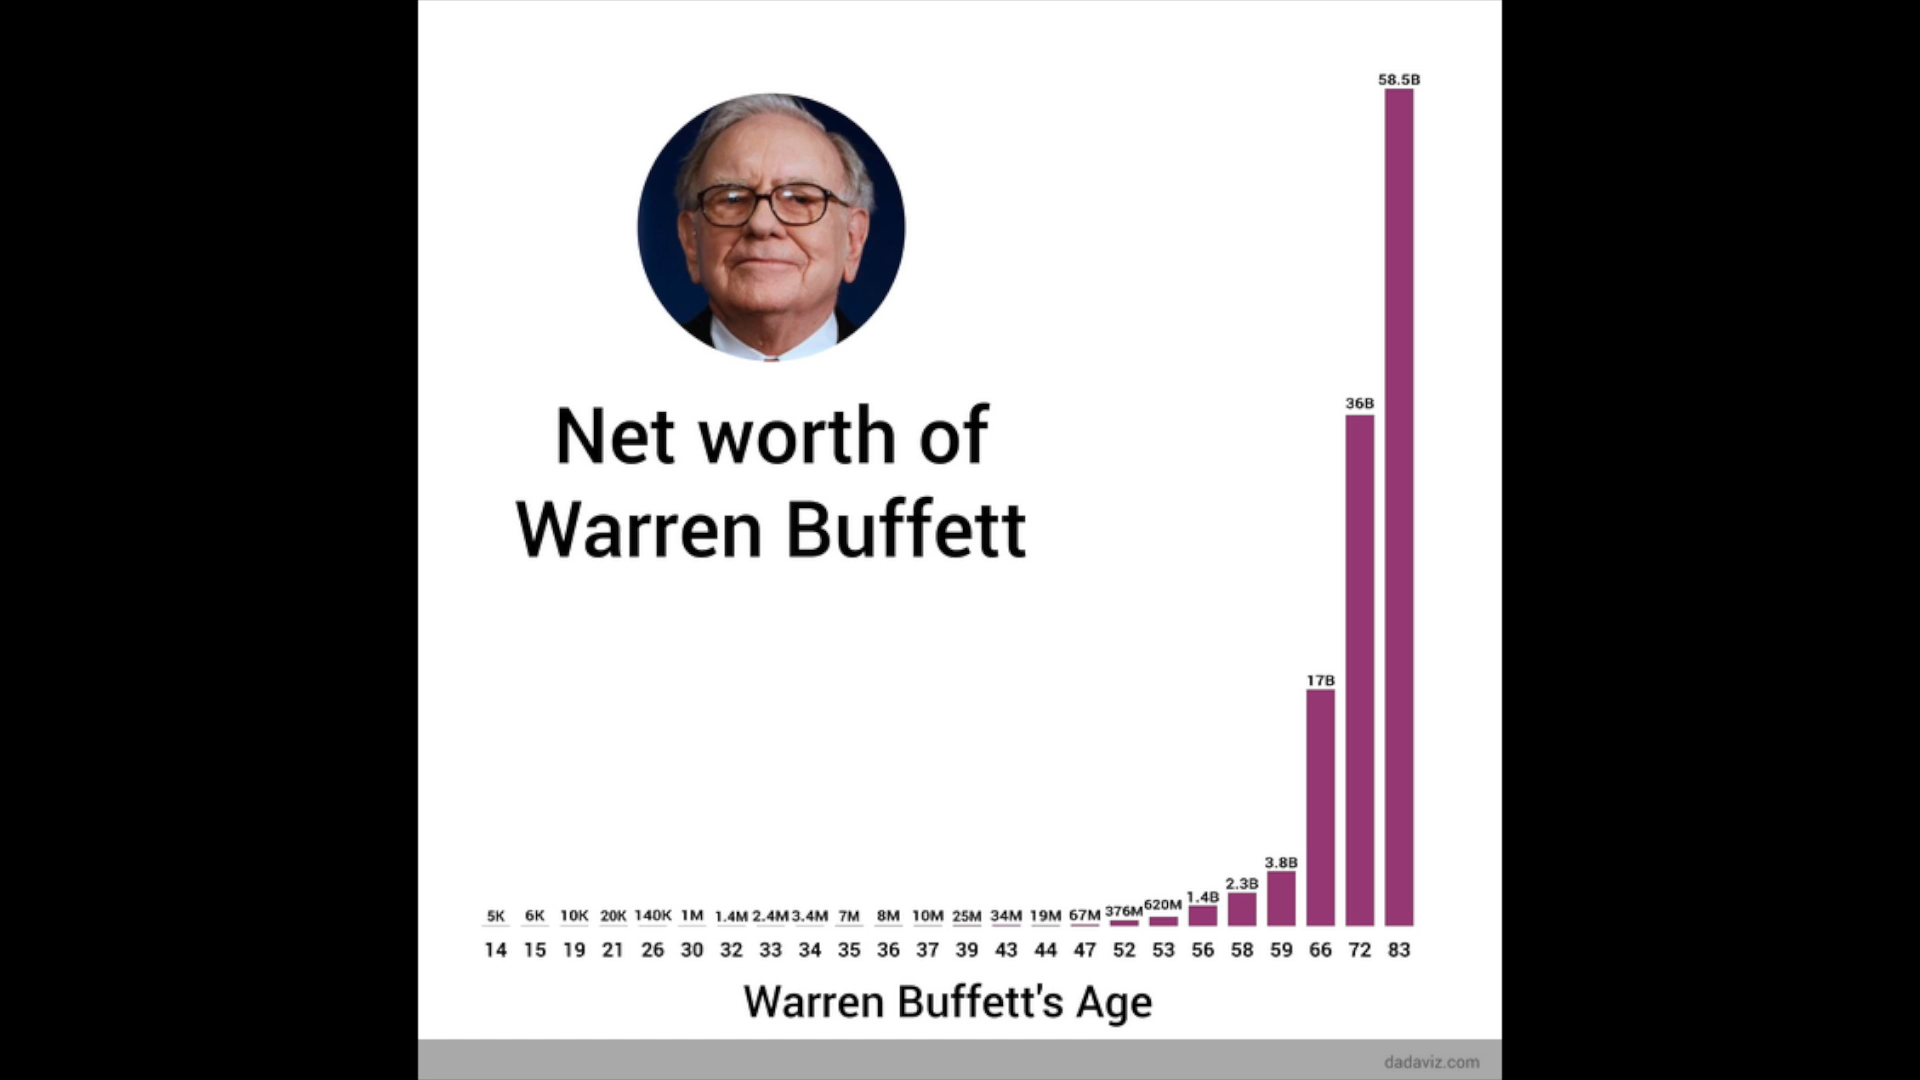 58.5B
Net worth of
Warren Buffett
36B
17B
3.8B
2.3B
1.4B
5K 6K 10K 20K 140K 1M 1.4M 2.4M 3.4M 7M 8M 10M 25M 34M 19M 67M 376M 620M
14 15 19 21 26 30 32 33 34 35 36 37 39 43 44 47 52 53 56 58 59 66 72 83
Warren Buffett's Age
dadaviz.com